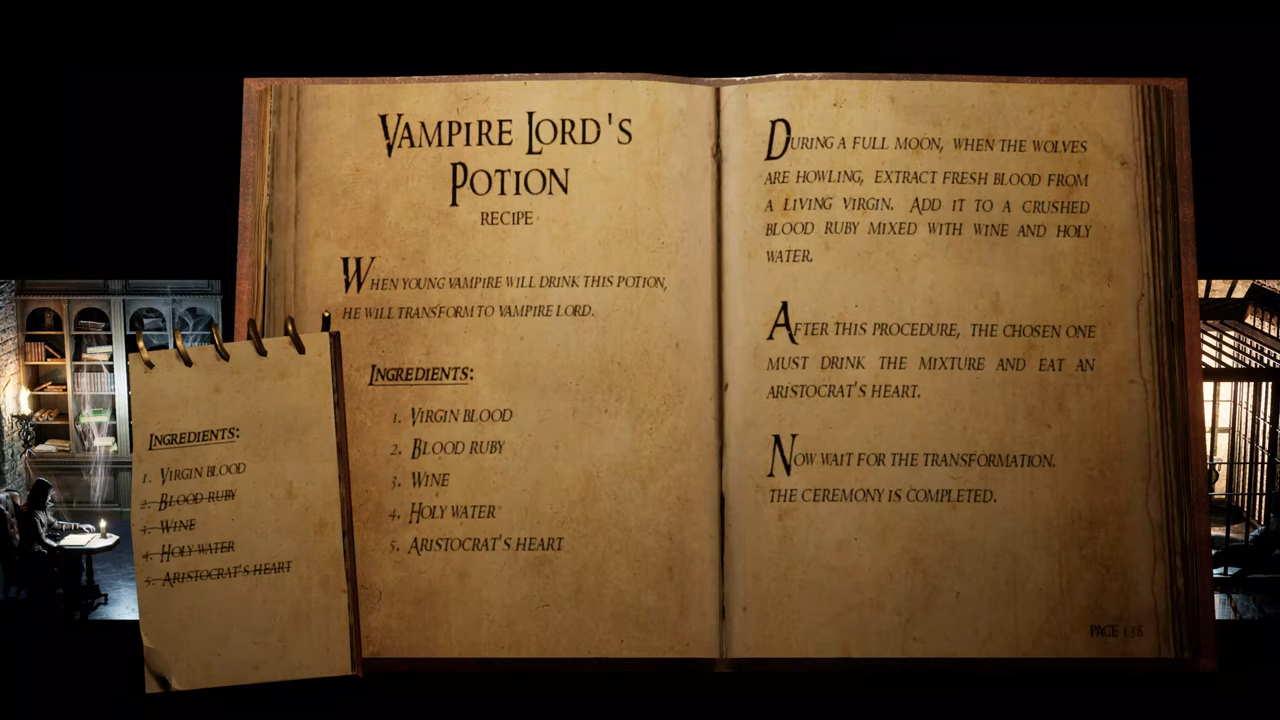 Vampire Lord's
Potion
Recipe
When young vampire will drink this potion,
he will transform to vampire lord.
Ingredients:
1. Virgin blood
2. Blood ruby
3. Wine
4. Holy water
5. Aristocrat's heart
During a full moon, when the wolves
are howling, extract fresh blood from
a living virgin. Add it to a crushed
blood ruby mixed with wine and holy
water.
After this procedure, the chosen one
must drink the mixture and eat an
aristocrat's heart.
Now wait for the transformation.
The ceremony is completed.
Page 138
Ingredients:
1. Virgin blood
2. Blood ruby
3. Wine
4. Holy water
5. Aristocrat's heart